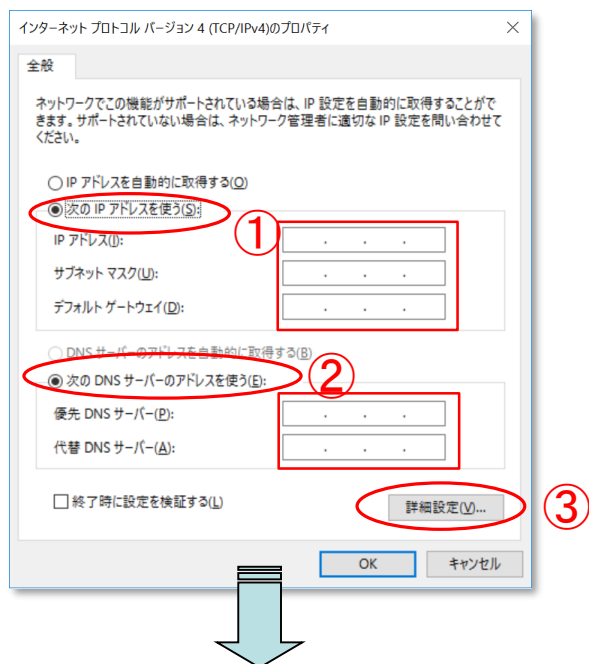 インターネット プロトコル バージョン 4 (TCP/IPv4)のプロパティ
全般
ネットワークでこの機能がサポートされている場合は、IP 設定を自動的に取得することがで
きます。サポートされていない場合は、ネットワーク管理者に適切な IP 設定を問い合わせて
ください。
IP アドレスを自動的に取得する(O)
次の IP アドレスを使う(S):
①
IP アドレス(I):
サブネット マスク(U):
デフォルト ゲートウェイ(D):
DNS サーバーのアドレスを自動的に取得する(B)
次の DNS サーバーのアドレスを使う(E):
②
優先 DNS サーバー(P):
代替 DNS サーバー(A):
終了時に設定を検証する(L)
詳細設定(V)...
③
OK
キャンセル